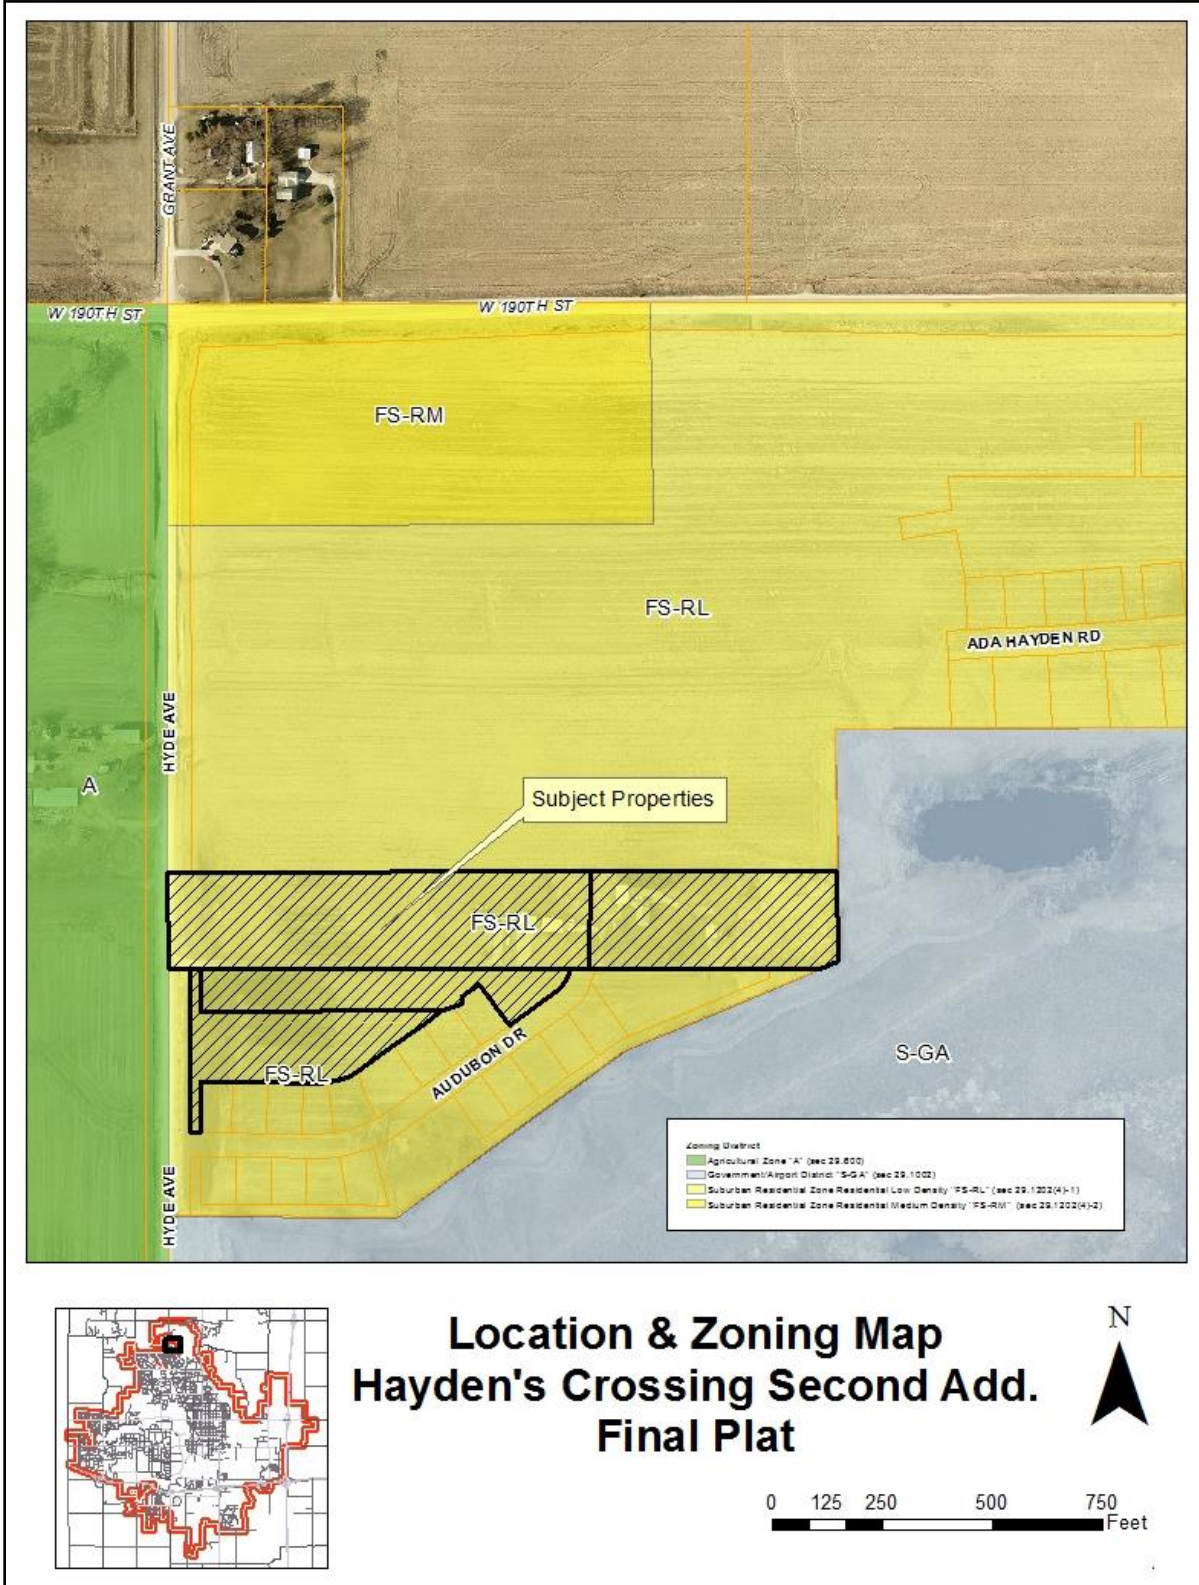 GRANT AVE
W 190TH ST
W 190TH ST
FS-RM
FS-RL
ADA HAYDEN RD
HYDE AVE
A
Subject Properties
FS-RL
S-GA
AUDUBON DR
FS-RL
HYDE AVE
Zoning District
Agricultural Zone "A" (sec 29.600)
Government/Airport District "S-GA" (sec 29.1002)
Suburban Residential Zone Residential Low Density "FS-RL" (sec 29.1202(4)-1)
Suburban Residential Zone Residential Medium Density "FS-RM" (sec 29.1202(4)-2)
Location & Zoning Map
Hayden's Crossing Second Add.
Final Plat
N
0 125 250 500 750
Feet